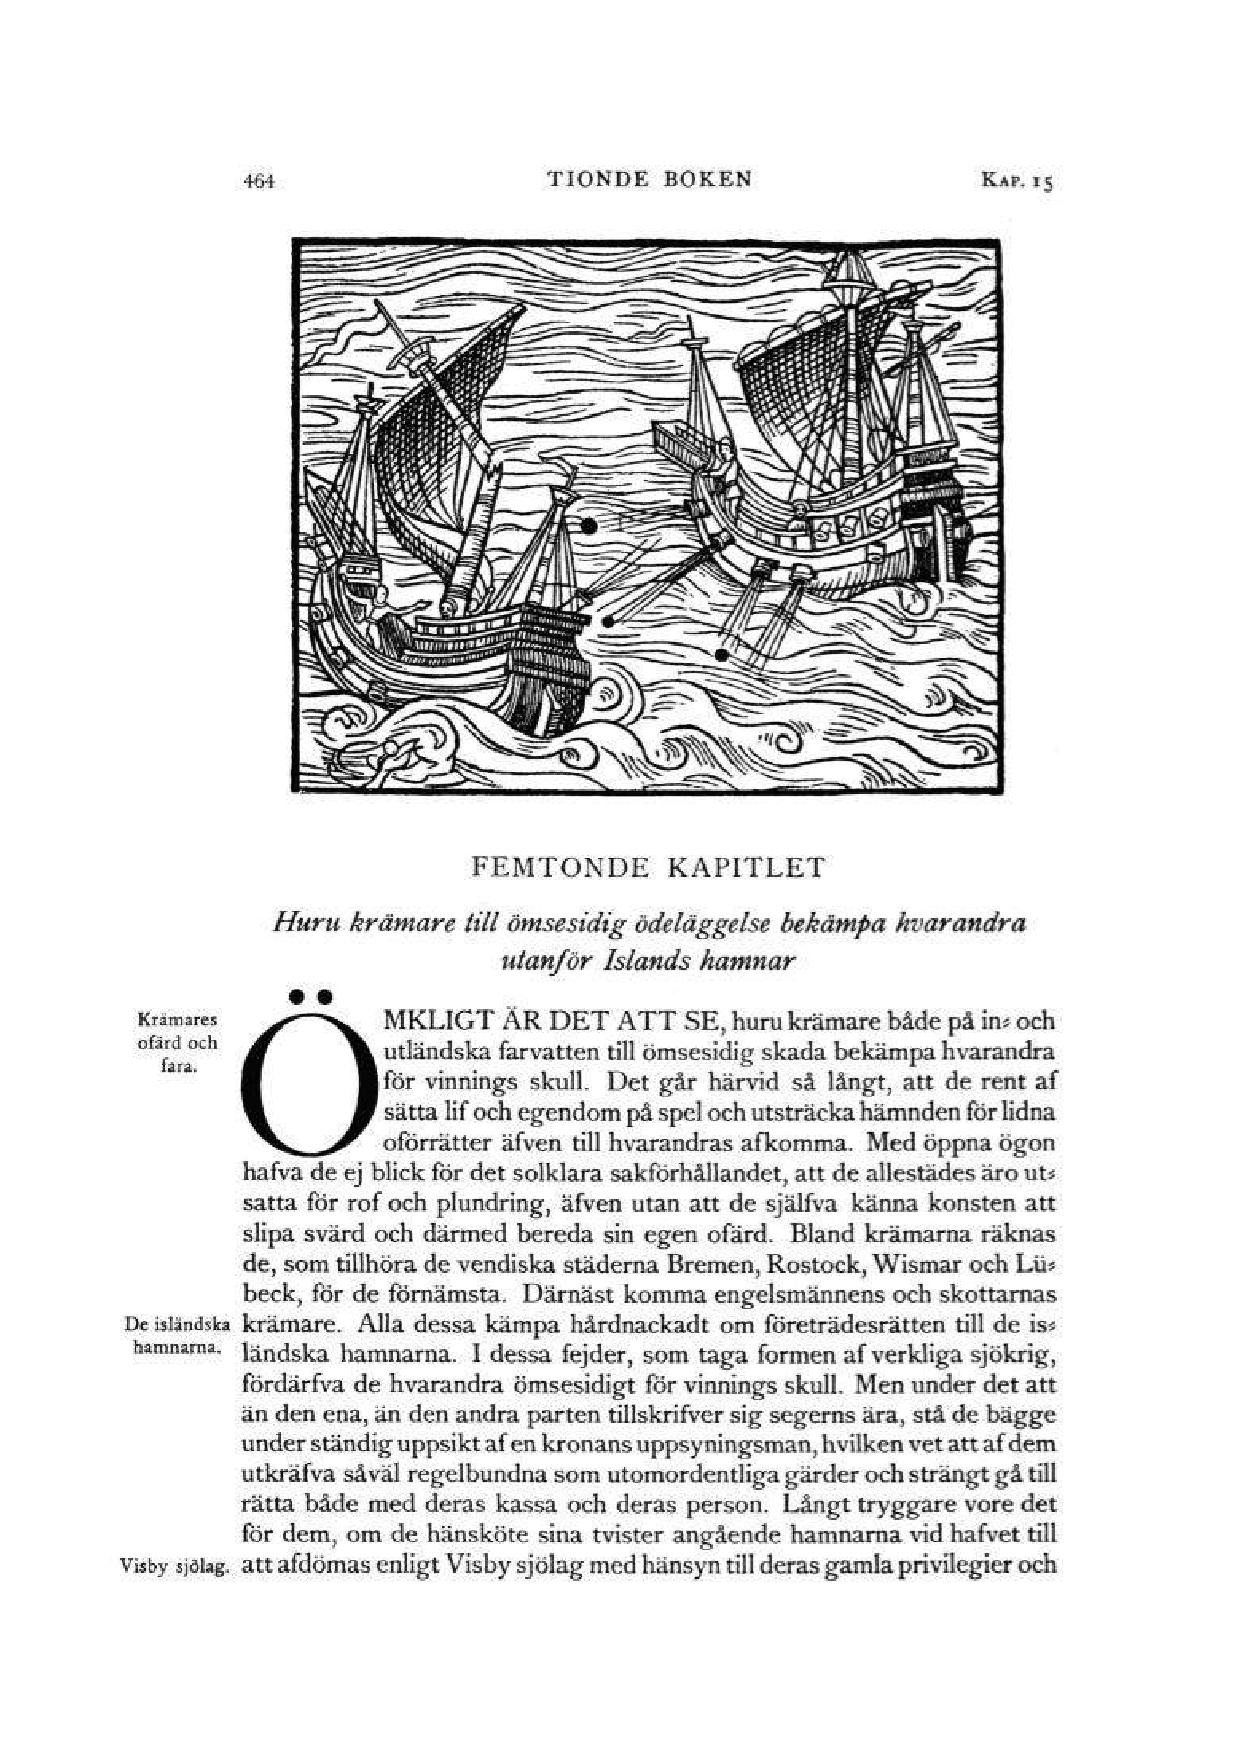 464 TIONDE BOKEN KAP. 15
FEMTONDE KAPITLET
Huru krämare till ömsesidig ödeläggelse bekämpa hvarandra
utanför Islands hamnar
Krämares
ofärd och
fara.
ÖMKLIGT ÄR DET ATT SE, huru krämare både på in⸗ och
utländska farvatten till ömsesidig skada bekämpa hvarandra
för vinnings skull. Det går härvid så långt, att de rent af
sätta lif och egendom på spel och utsträcka hämnden för lidna
oförrätter äfven till hvarandras afkomma. Med öppna ögon
hafva de ej blick för det solklara sakförhållandet, att de allestädes äro ut⸗
satta för rof och plundring, äfven utan att de själfva känna konsten att
slipa svärd och därmed bereda sin egen ofärd. Bland krämarna räknas
de, som tillhöra de vendiska städerna Bremen, Rostock, Wismar och Lü⸗
beck, för de förnämsta. Därnäst komma engelsmännens och skottarnas
De isländska
hamnarna.
krämare. Alla dessa kämpa hårdnackadt om företrädesrätten till de is⸗
ländska hamnarna. I dessa fejder, som taga formen af verkliga sjökrig,
fördärfva de hvarandra ömsesidigt för vinnings skull. Men under det att
än den ena, än den andra parten tillskrifver sig segerns ära, stå de bägge
under ständig uppsikt af en kronans uppsyningsman, hvilken vet att af dem
utkräfva såväl regelbundna som utomordentliga gärder och strängt gå till
rätta både med deras kassa och deras person. Långt tryggare vore det
för dem, om de hänsköte sina tvister angående hamnarna vid hafvet till
Visby sjölag.
att afdömas enligt Visby sjölag med hänsyn till deras gamla privilegier och